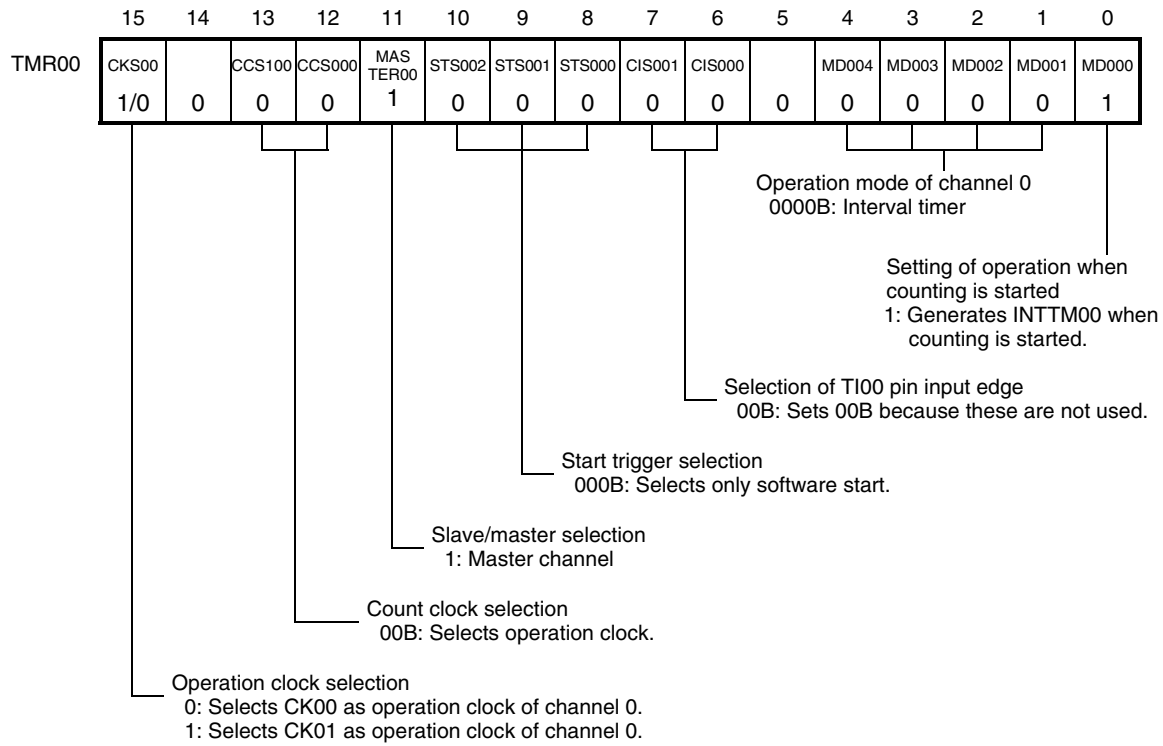 15 14 13 12 11 10 9 8 7 6 5 4 3 2 1 0
TMR00 CKS00 CCS100 CCS000 MAS TER00 STS002 STS001 STS000 CIS001 CIS000 MD004 MD003 MD002 MD001 MD000
1/0 0 0 0 1 0 0 0 0 0 0 0 0 0 0 1
Operation mode of channel 0
0000B: Interval timer
Setting of operation when
counting is started
1: Generates INTTM00 when
counting is started.
Selection of TI00 pin input edge
00B: Sets 00B because these are not used.
Start trigger selection
000B: Selects only software start.
Slave/master selection
1: Master channel
Count clock selection
00B: Selects operation clock.
Operation clock selection
0: Selects CK00 as operation clock of channel 0.
1: Selects CK01 as operation clock of channel 0.